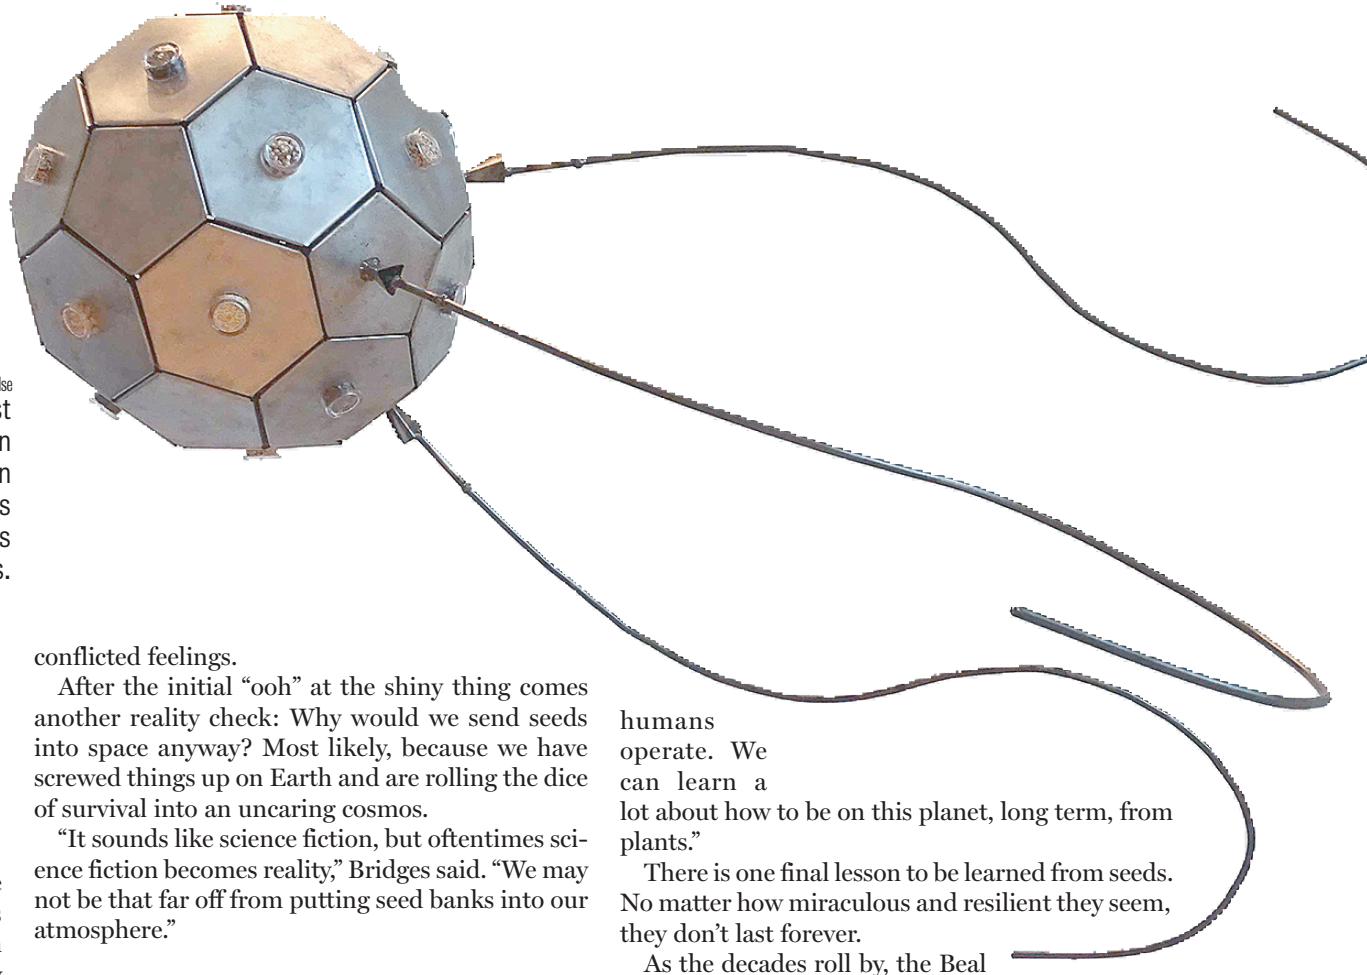 lse
st
n
n
s
s
s.
conflicted feelings.
After the initial “ooh” at the shiny thing comes
another reality check: Why would we send seeds
into space anyway? Most likely, because we have
screwed things up on Earth and are rolling the dice
of survival into an uncaring cosmos.
“It sounds like science fiction, but oftentimes sci-
ence fiction becomes reality,” Bridges said. “We may
not be that far off from putting seed banks into our
atmosphere.”
humans
operate. We
can learn a
lot about how to be on this planet, long term, from
plants.”
There is one final lesson to be learned from seeds.
No matter how miraculous and resilient they seem,
they don’t last forever.
As the decades roll by, the Beal